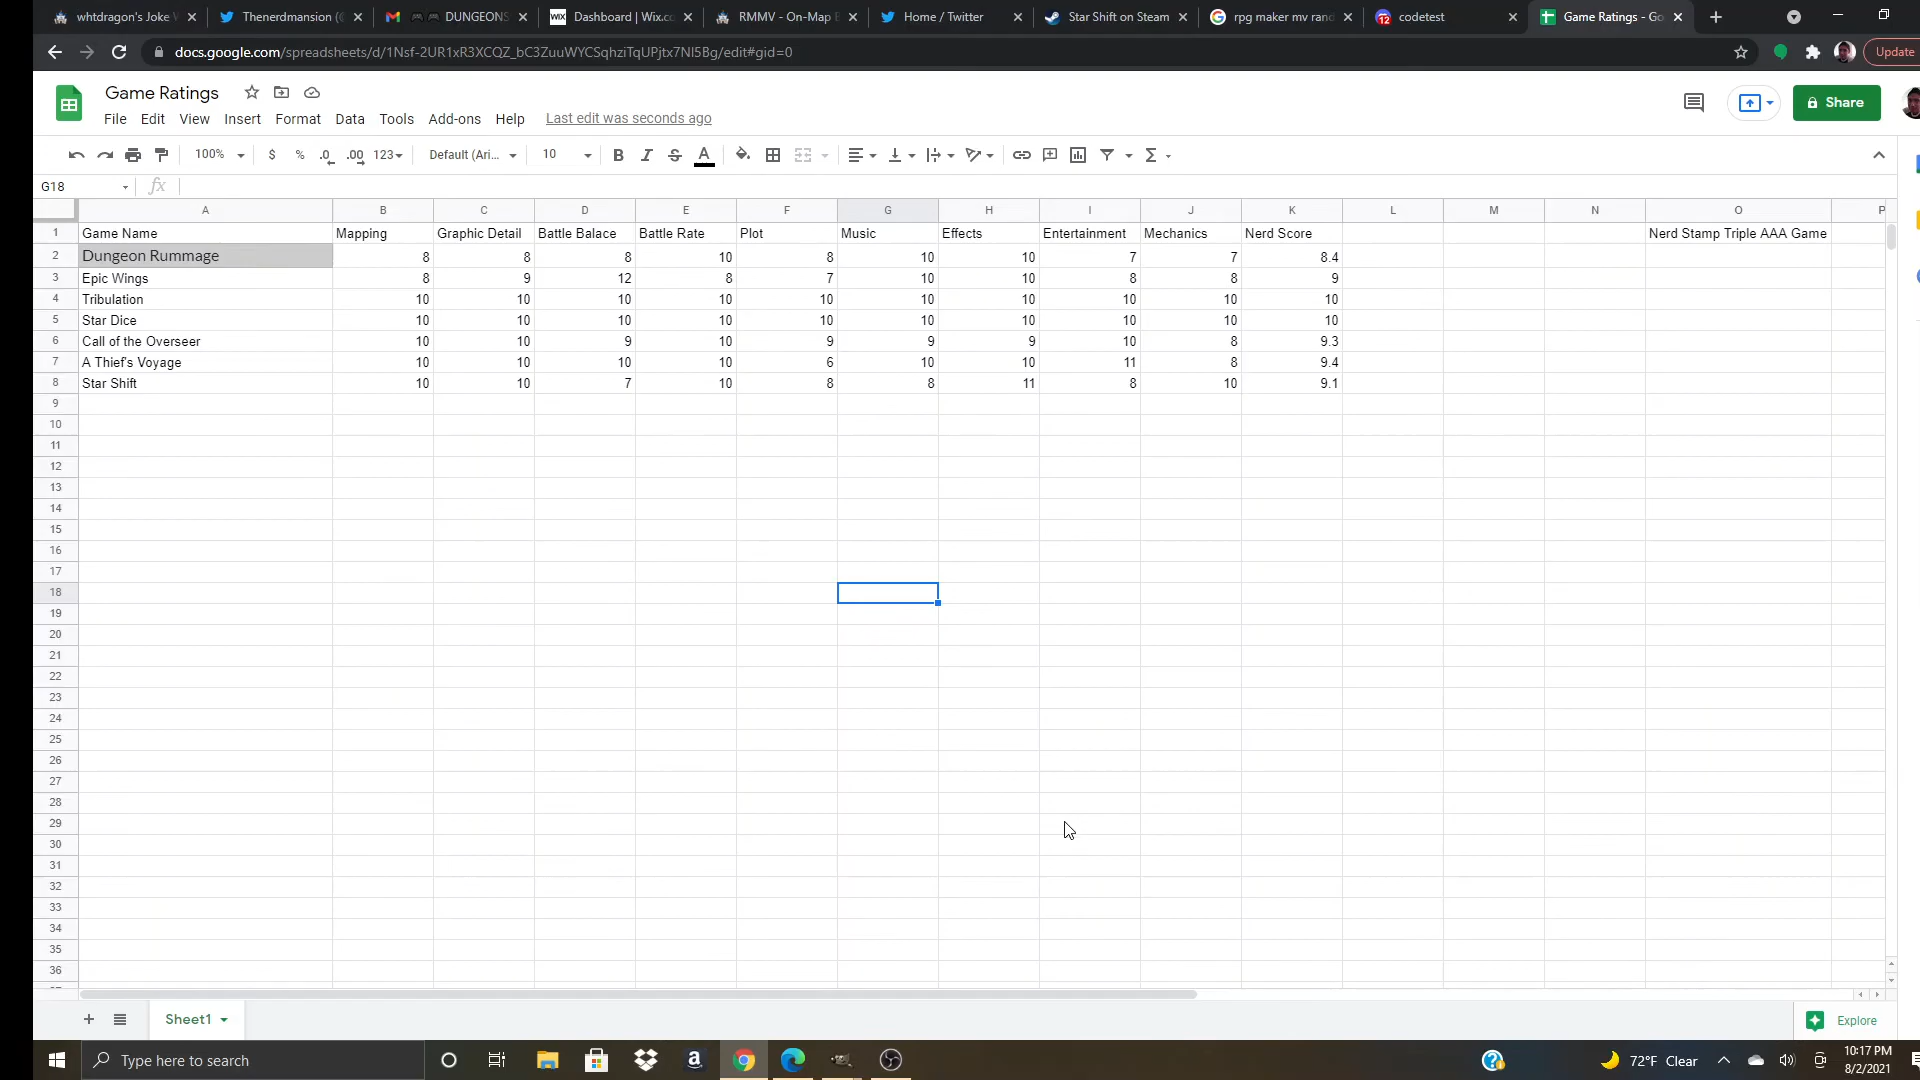 whtdragon's Joke
Thenerdmansion (
DUNGEONS
Dashboard | Wix.co
RMMV - On-Map
Home / Twitter
Star Shift on Steam
rpg maker mv rand
12 codetest
Game Ratings - Go
docs.google.com/spreadsheets/d/1Nsf-2UR1xR3XCQZ_bC3ZuuWYCSqhziTqUPjtx7NI5Bg/edit#gid=0
Update
Game Ratings
Share
File Edit View Insert Format Data Tools Add-ons Help Last edit was seconds ago
100% $ % .0 .00 123 Default (Ari... 10 B I S A Σ
G18 fx
A B C D E F G H I J K L M N O P
1 Game Name Mapping Graphic Detail Battle Balace Battle Rate Plot Music Effects Entertainment Mechanics Nerd Score Nerd Stamp Triple AAA Game
2 Dungeon Rummage 8 8 8 10 8 10 10 7 7 8.4
3 Epic Wings 8 9 12 8 7 10 10 8 8 9
4 Tribulation 10 10 10 10 10 10 10 10 10 10
5 Star Dice 10 10 10 10 10 10 10 10 10 10
6 Call of the Overseer 10 10 9 10 9 9 9 10 8 9.3
7 A Thief's Voyage 10 10 10 10 6 10 10 11 8 9.4
8 Star Shift 10 10 7 10 8 8 11 8 10 9.1
9
10
11
12
13
14
15
16
17
18
19
20
21
22
23
24
25
26
27
28
29
30
31
32
33
34
35
36
Sheet1
Explore
Type here to search
72°F Clear
10:17 PM
8/2/2021